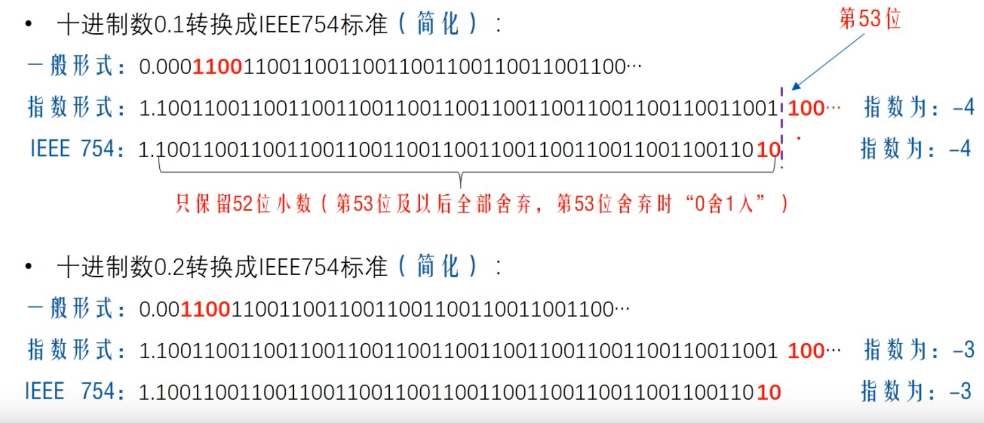 • 十进制数0.1转换成IEEE754标准（简化）：
第53位
一般形式：0.000110011001100110011001100110011001100···
指数形式：1.1001100110011001100110011001100110011001100110011001 100··· 指数为：-4
IEEE 754：1.1001100110011001100110011001100110011001100110011010 指数为：-4
只保留52位小数（第53位及以后全部舍弃，第53位舍弃时“0舍1入”）
• 十进制数0.2转换成IEEE754标准（简化）：
一般形式：0.00110011001100110011001100110011001100···
指数形式：1.1001100110011001100110011001100110011001100110011001 100··· 指数为：-3
IEEE 754：1.1001100110011001100110011001100110011001100110011010 指数为：-3